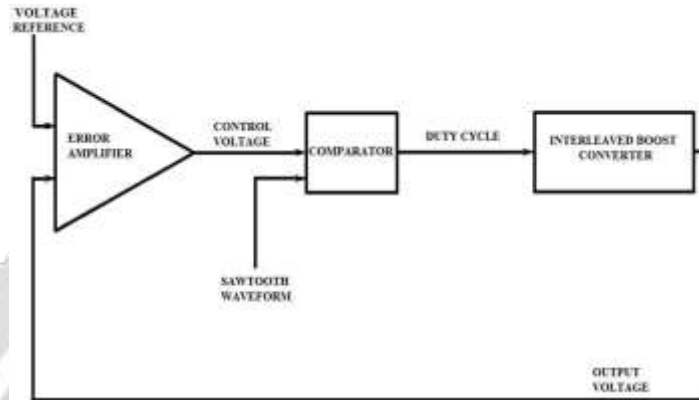 VOLTAGE
REFERENCE
ERROR
AMPLIFIER
CONTROL
VOLTAGE
COMPARATOR
DUTY CYCLE
INTERLEAVED BOOST
CONVERTER
SAWTOOTH
WAVEFORM
OUTPUT
VOLTAGE